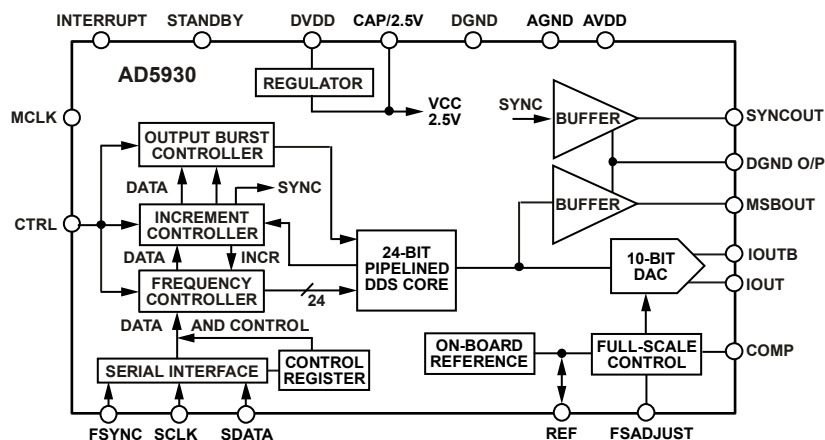 INTERRUPT STANDBY DVDD CAP/2.5V DGND AGND AVDD
AD5930
REGULATOR
VCC
2.5V
MCLK
OUTPUT BURST
CONTROLLER
SYNC
BUFFER
SYNCOUT
DGND O/P
DATA
SYNC
BUFFER
MSBOUT
CTRL
INCREMENT
CONTROLLER
DATA
INCR
24-BIT
PIPELINED
DDS CORE
10-BIT
DAC
IOUTB
IOUT
FREQUENCY
CONTROLLER
24
DATA AND CONTROL
ON-BOARD
REFERENCE
FULL-SCALE
CONTROL
COMP
SERIAL INTERFACE
CONTROL
REGISTER
FSYNC SCLK SDATA REF FSADJUST